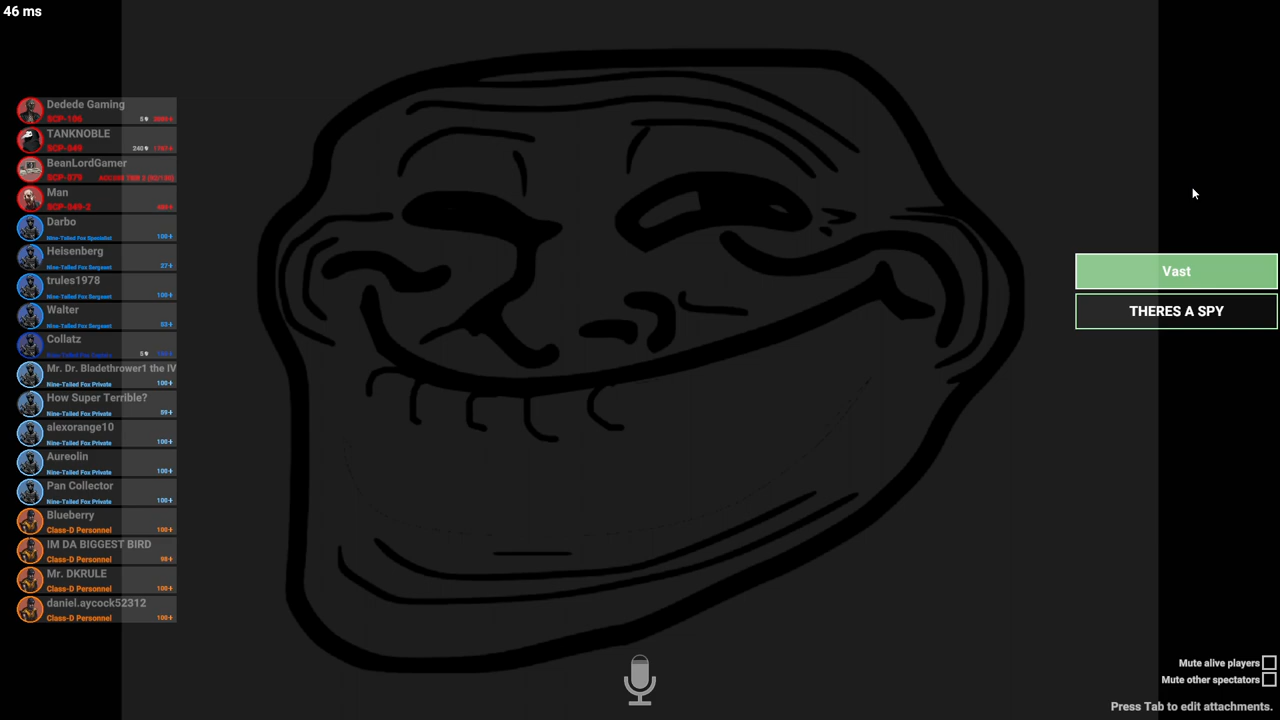 46 ms
Dedede Gaming
SCP-106
5
TANKNOBLE
SCP-049
240
BeanLordGamer
SCP-079
Man
SCP-049-2
Darbo
Nine-Tailed Fox Specialist
100+
Heisenberg
Nine-Tailed Fox Sergeant
27+
trules1978
Nine-Tailed Fox Sergeant
100+
Walter
Nine-Tailed Fox Sergeant
Collatz
5
Mr. Dr. Bladethrower1 the IV
Nine-Tailed Fox Private
100+
How Super Terrible?
Nine-Tailed Fox Private
59+
alexorange10
Nine-Tailed Fox Private
100+
Aureolin
Nine-Tailed Fox Private
100+
Pan Collector
Nine-Tailed Fox Private
100+
Blueberry
Class-D Personnel
100+
IM DA BIGGEST BIRD
Class-D Personnel
98+
Mr. DKRULE
Class-D Personnel
100+
daniel.aycock52312
Class-D Personnel
100+
Vast
THERES A SPY
Mute alive players
Mute other spectators
Press Tab to edit attachments.